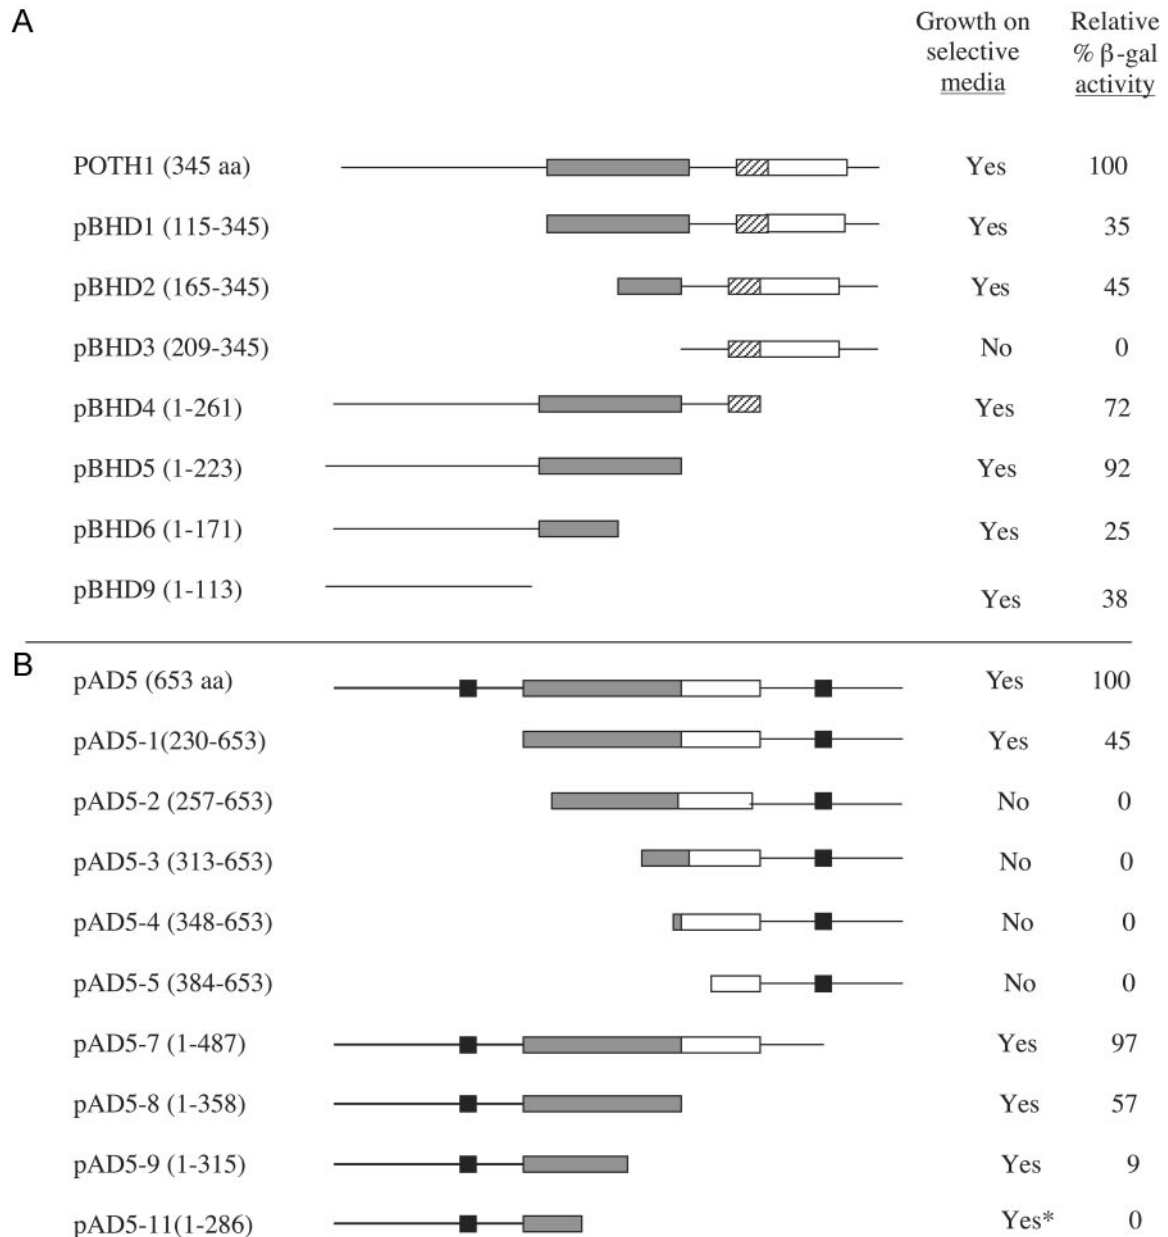 A
Growth on selective media
Relative % β-gal activity
POTH1 (345 aa) Yes 100
pBHD1 (115-345) Yes 35
pBHD2 (165-345) Yes 45
pBHD3 (209-345) No 0
pBHD4 (1-261) Yes 72
pBHD5 (1-223) Yes 92
pBHD6 (1-171) Yes 25
pBHD9 (1-113) Yes 38
B
pAD5 (653 aa) Yes 100
pAD5-1(230-653) Yes 45
pAD5-2 (257-653) No 0
pAD5-3 (313-653) No 0
pAD5-4 (348-653) No 0
pAD5-5 (384-653) No 0
pAD5-7 (1-487) Yes 97
pAD5-8 (1-358) Yes 57
pAD5-9 (1-315) Yes 9
pAD5-11(1-286) Yes* 0